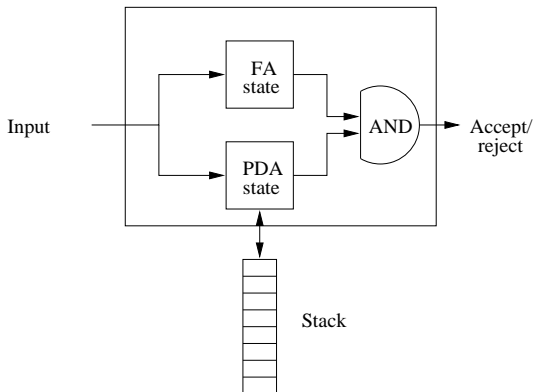 FA
state
Input
AND
Accept/
reject
PDA
state
Stack